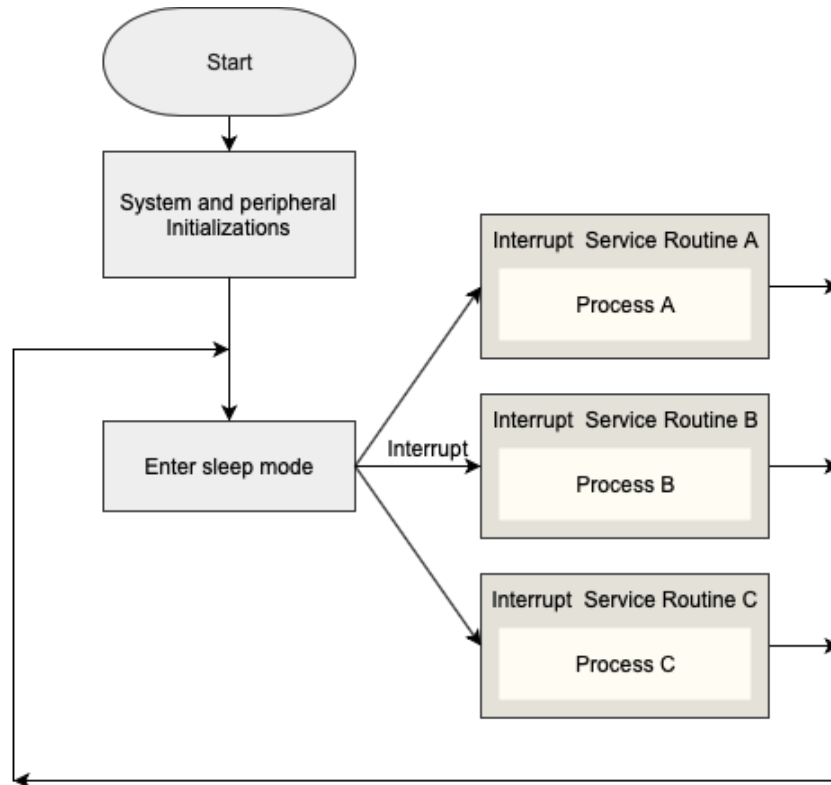 Start
System and peripheral
Initializations
Enter sleep mode
Interrupt
Interrupt Service Routine A
Process A
Interrupt Service Routine B
Process B
Interrupt Service Routine C
Process C